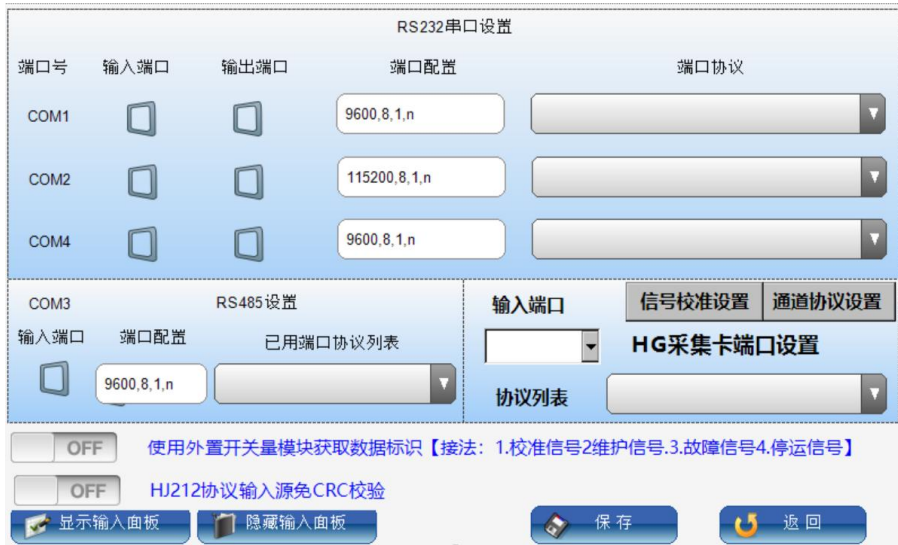 RS232串口设置
端口号 输入端口 输出端口 端口配置 端口协议
COM1 9600,8,1,n
COM2 115200,8,1,n
COM4 9600,8,1,n
COM3 RS485设置 输入端口 信号校准设置 通道协议设置
输入端口 端口配置 已用端口协议列表 HG采集卡端口设置
9600,8,1,n 协议列表
OFF 使用外置开关量模块获取数据标识【接法：1.校准信号2维护信号.3.故障信号4.停运信号】
OFF HJ212协议输入源免CRC校验
显示输入面板 隐藏输入面板 保存 返回